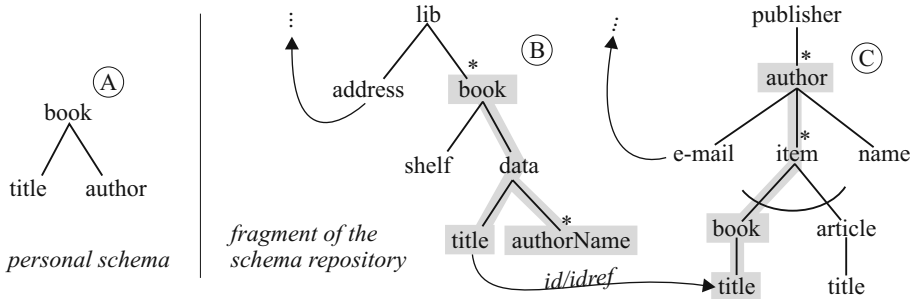 A
book
title author
personal schema
fragment of the
schema repository
⋮
lib
B
address
*
book
shelf data
title
*
authorName
id/idref
⋮
publisher
*
author
C
e-mail
*
item name
book article
title title